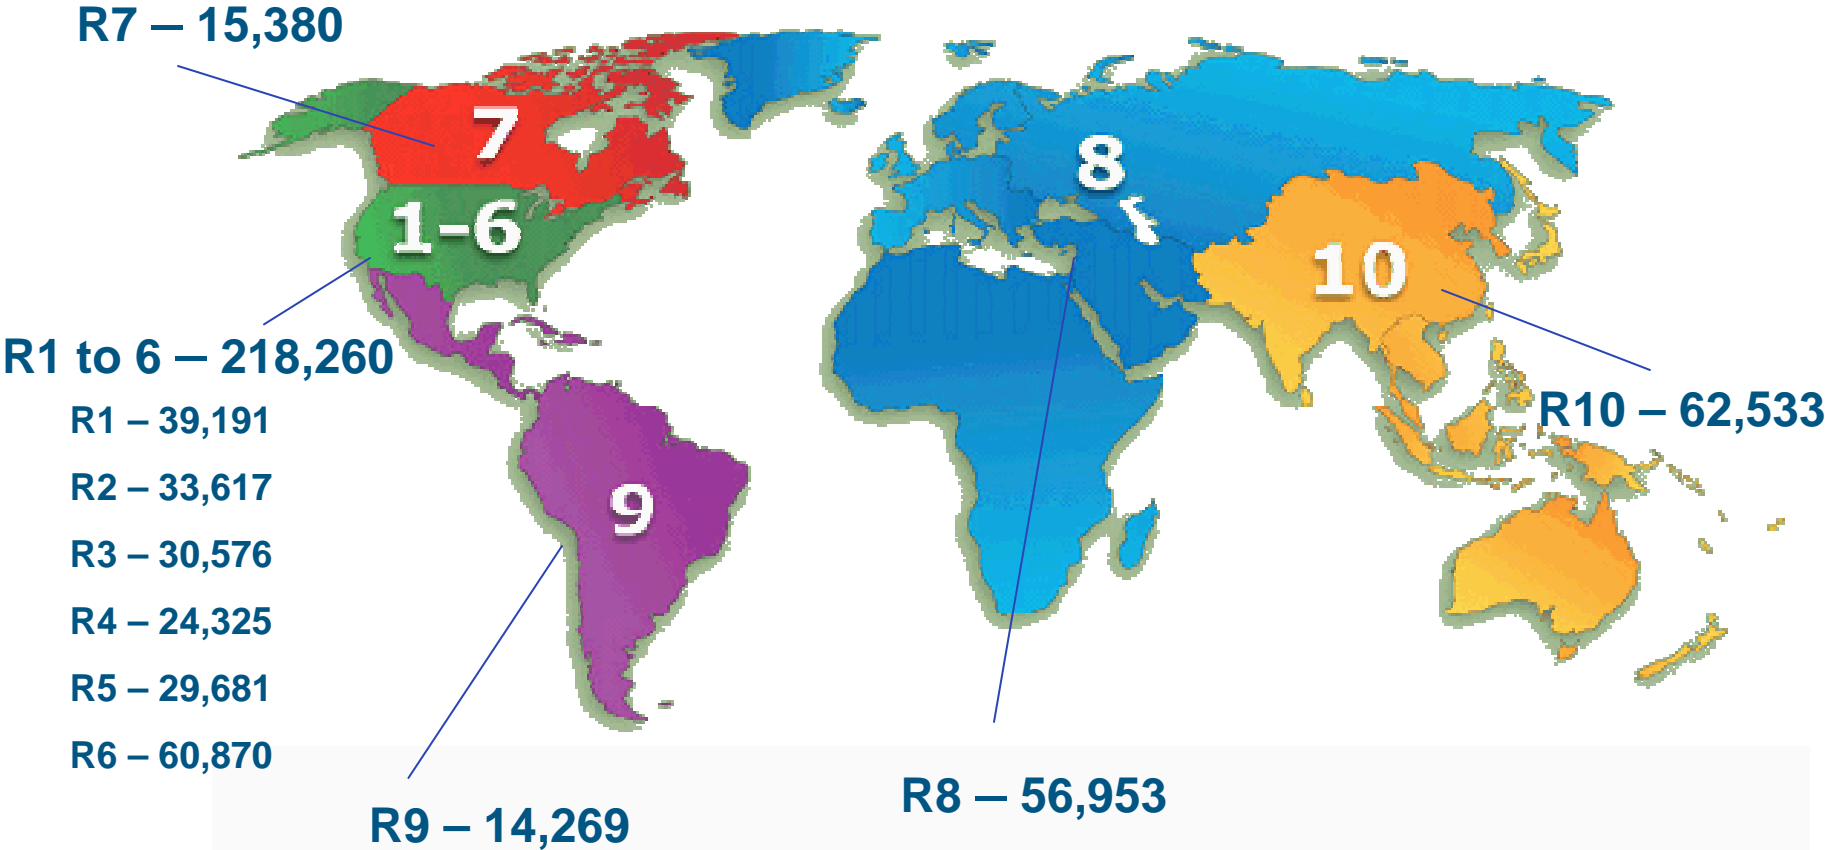 R7 – 15,380
7
8
1–6
10
R1 to 6 – 218,260
R10 – 62,533
R1 – 39,191
R2 – 33,617
9
R3 – 30,576
R4 – 24,325
R5 – 29,681
R6 – 60,870
R8 – 56,953
R9 – 14,269